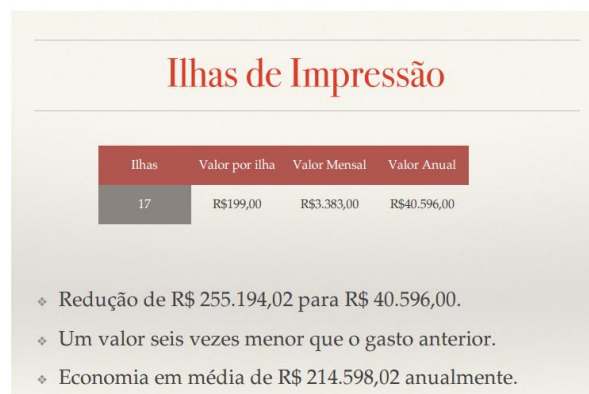 Ilhas de Impressão
Ilhas Valor por ilha Valor Mensal Valor Anual
17 R$199,00 R$3.383,00 R$40.596,00
❖ Redução de R$ 255.194,02 para R$ 40.596,00.
❖ Um valor seis vezes menor que o gasto anterior.
❖ Economia em média de R$ 214.598,02 anualmente.